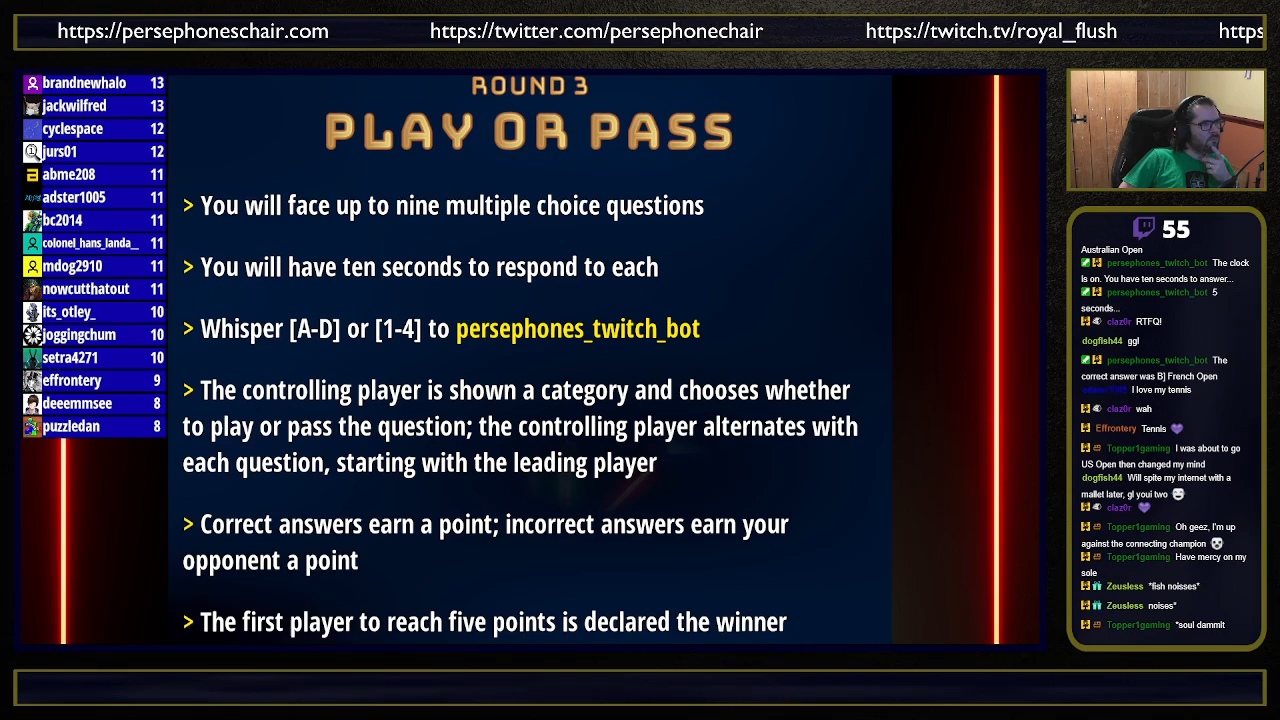 https://persephoneschair.com
https://twitter.com/persephonechair
https://twitch.tv/royal_flush
https
brandnewhalo 13
jackwilfred 13
cyclespace 12
jurs01 12
abme208 11
adster1005 11
bc2014 11
colonel_hans_landa_ 11
mdog2910 11
nowcutthatout 11
its_otley_ 10
joggingchum 10
setra4271 10
effrontery 9
deeemmsee 8
puzzledan 8
ROUND 3
PLAY OR PASS
> You will face up to nine multiple choice questions
> You will have ten seconds to respond to each
> Whisper [A-D] or [1-4] to persephones_twitch_bot
> The controlling player is shown a category and chooses whether
to play or pass the question; the controlling player alternates with
each question, starting with the leading player
> Correct answers earn a point; incorrect answers earn your
opponent a point
> The first player to reach five points is declared the winner
55
Australian Open
persephones_twitch_bot The clock
is on. You have ten seconds to answer...
persephones_twitch_bot 5
seconds...
claz0r RTFQ!
dogfish44 ggl
persephones_twitch_bot The
correct answer was B] French Open
I love my tennis
claz0r wah
Effrontery Tennis
Topper1gaming I was about to go
US Open then changed my mind
dogfish44 Will spite my internet with a
mallet later, gl youi two
claz0r
Topper1gaming Oh geez, I'm up
against the connecting champion
Topper1gaming Have mercy on my
sole
Zeusless *fish noisses*
Zeusless noises*
Topper1gaming *soul dammit